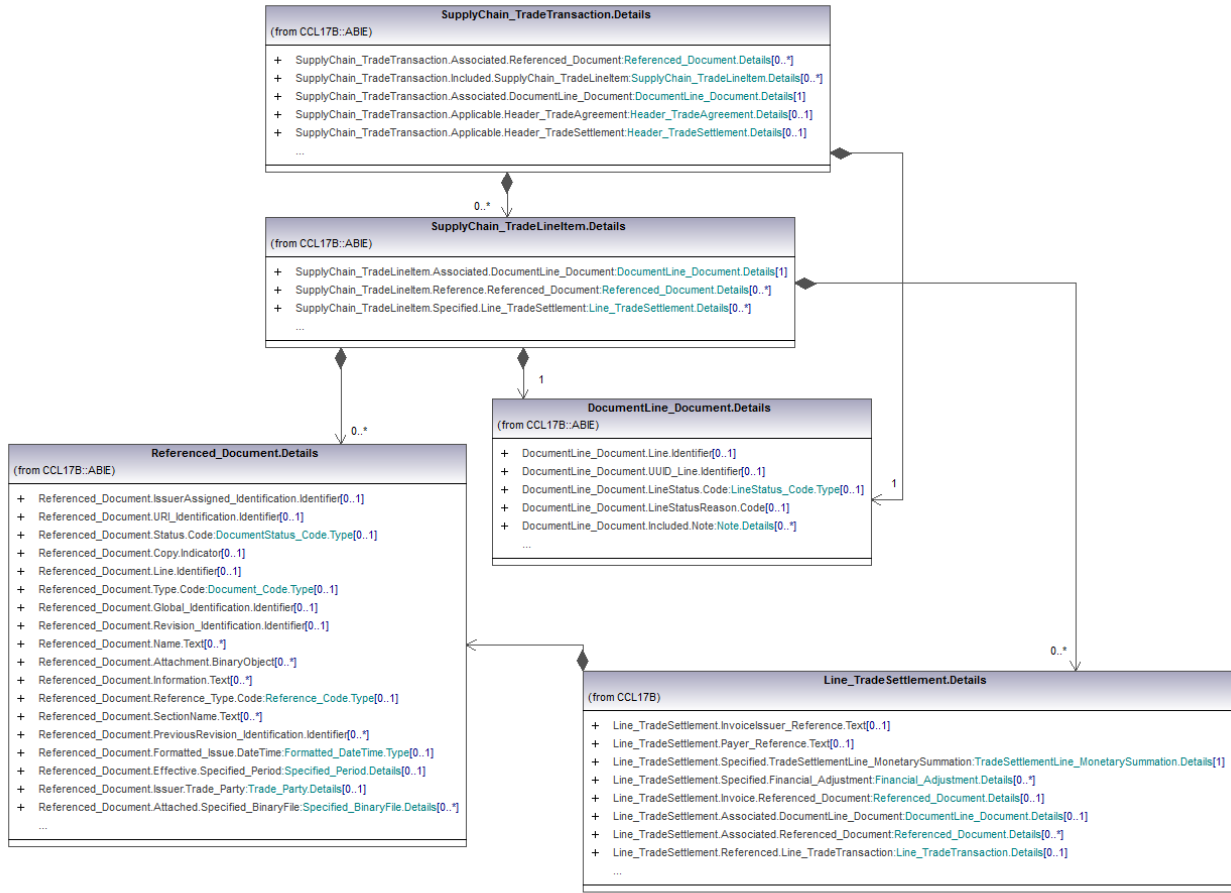 SupplyChain_TradeTransaction.Details
(from CCL17B::ABIE)
+ SupplyChain_TradeTransaction.Associated.Referenced_Document:Referenced_Document.Details[0..*]
+ SupplyChain_TradeTransaction.Included.SupplyChain_TradeLineItem:SupplyChain_TradeLineItem.Details[0..*]
+ SupplyChain_TradeTransaction.Associated.DocumentLine_Document:DocumentLine_Document.Details[1]
+ SupplyChain_TradeTransaction.Applicable.Header_TradeAgreement:Header_TradeAgreement.Details[0..1]
+ SupplyChain_TradeTransaction.Applicable.Header_TradeSettlement:Header_TradeSettlement.Details[0..1]
...
0..*
SupplyChain_TradeLineItem.Details
(from CCL17B::ABIE)
+ SupplyChain_TradeLineItem.Associated.DocumentLine_Document:DocumentLine_Document.Details[1]
+ SupplyChain_TradeLineItem.Reference.Referenced_Document:Referenced_Document.Details[0..*]
+ SupplyChain_TradeLineItem.Specified.Line_TradeSettlement:Line_TradeSettlement.Details[0..*]
...
1
0..*
DocumentLine_Document.Details
(from CCL17B::ABIE)
+ DocumentLine_Document.Line.Identifier[0..1]
+ DocumentLine_Document.UUID_Line.Identifier[0..1]
+ DocumentLine_Document.LineStatus.Code:LineStatus_Code.Type[0..1]
+ DocumentLine_Document.LineStatusReason.Code[0..1]
+ DocumentLine_Document.Included.Note:Note.Details[0..*]
...
1
Referenced_Document.Details
(from CCL17B::ABIE)
+ Referenced_Document.IssuerAssigned_Identification.Identifier[0..1]
+ Referenced_Document.URI_Identification.Identifier[0..1]
+ Referenced_Document.Status.Code:DocumentStatus_Code.Type[0..1]
+ Referenced_Document.Copy.Indicator[0..1]
+ Referenced_Document.Line.Identifier[0..1]
+ Referenced_Document.Type.Code:Document_Code.Type[0..1]
+ Referenced_Document.Global_Identification.Identifier[0..1]
+ Referenced_Document.Revision_Identification.Identifier[0..1]
+ Referenced_Document.Name.Text[0..*]
+ Referenced_Document.Attachment.BinaryObject[0..*]
+ Referenced_Document.Information.Text[0..*]
+ Referenced_Document.Reference_Type.Code:Reference_Code.Type[0..1]
+ Referenced_Document.SectionName.Text[0..*]
+ Referenced_Document.PreviousRevision_Identification.Identifier[0..*]
+ Referenced_Document.Formatted_Issue.DateTime:Formatted_DateTime.Type[0..1]
+ Referenced_Document.Effective.Specified_Period:Specified_Period.Details[0..1]
+ Referenced_Document.Issuer.Trade_Party:Trade_Party.Details[0..1]
+ Referenced_Document.Attached.Specified_BinaryFile:Specified_BinaryFile.Details[0..*]
...
0..*
Line_TradeSettlement.Details
(from CCL17B)
+ Line_TradeSettlement.InvoiceIssuer_Reference.Text[0..1]
+ Line_TradeSettlement.Payer_Reference.Text[0..1]
+ Line_TradeSettlement.Specified.TradeSettlementLine_MonetarySummation:TradeSettlementLine_MonetarySummation.Details[1]
+ Line_TradeSettlement.Specified.Financial_Adjustment:Financial_Adjustment.Details[0..*]
+ Line_TradeSettlement.Invoice.Referenced_Document:Referenced_Document.Details[0..1]
+ Line_TradeSettlement.Associated.DocumentLine_Document:DocumentLine_Document.Details[0..1]
+ Line_TradeSettlement.Associated.Referenced_Document:Referenced_Document.Details[0..*]
+ Line_TradeSettlement.Referenced.Line_TradeTransaction:Line_TradeTransaction.Details[0..1]
...